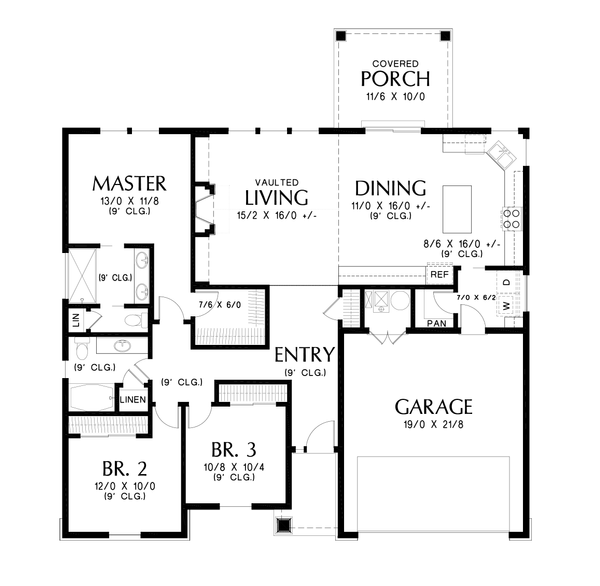 COVERED
PORCH
11/6 X 10/0
MASTER
13/0 X 11/8
(9' CLG.)
VAULTED
LIVING
15/2 X 16/0 +/-
DINING
11/0 X 16/0 +/-
(9' CLG.)
8/6 X 16/0 +/-
(9' CLG.)
REF
(9' CLG.)
LIN
7/6 X 6/0
PAN
7/0 X 6/2
D
W
(9' CLG.)
LINEN
(9' CLG.)
ENTRY
(9' CLG.)
GARAGE
19/0 X 21/8
BR. 2
12/0 X 10/0
(9' CLG.)
BR. 3
10/8 X 10/4
(9' CLG.)